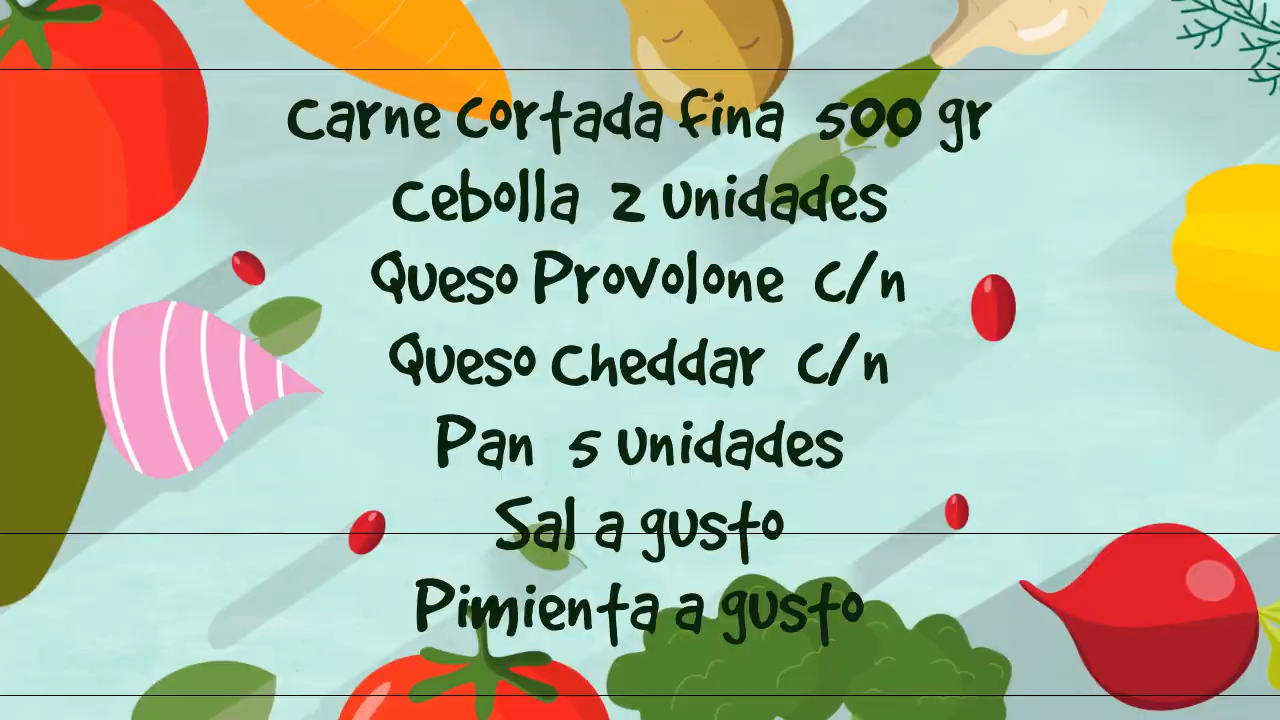 Carne Cortada fina 500 gr
Cebolla 2 Unidades
Queso Provolone C/n
Queso Cheddar C/n
Pan 5 Unidades
Sal a gusto
Pimienta a gusto